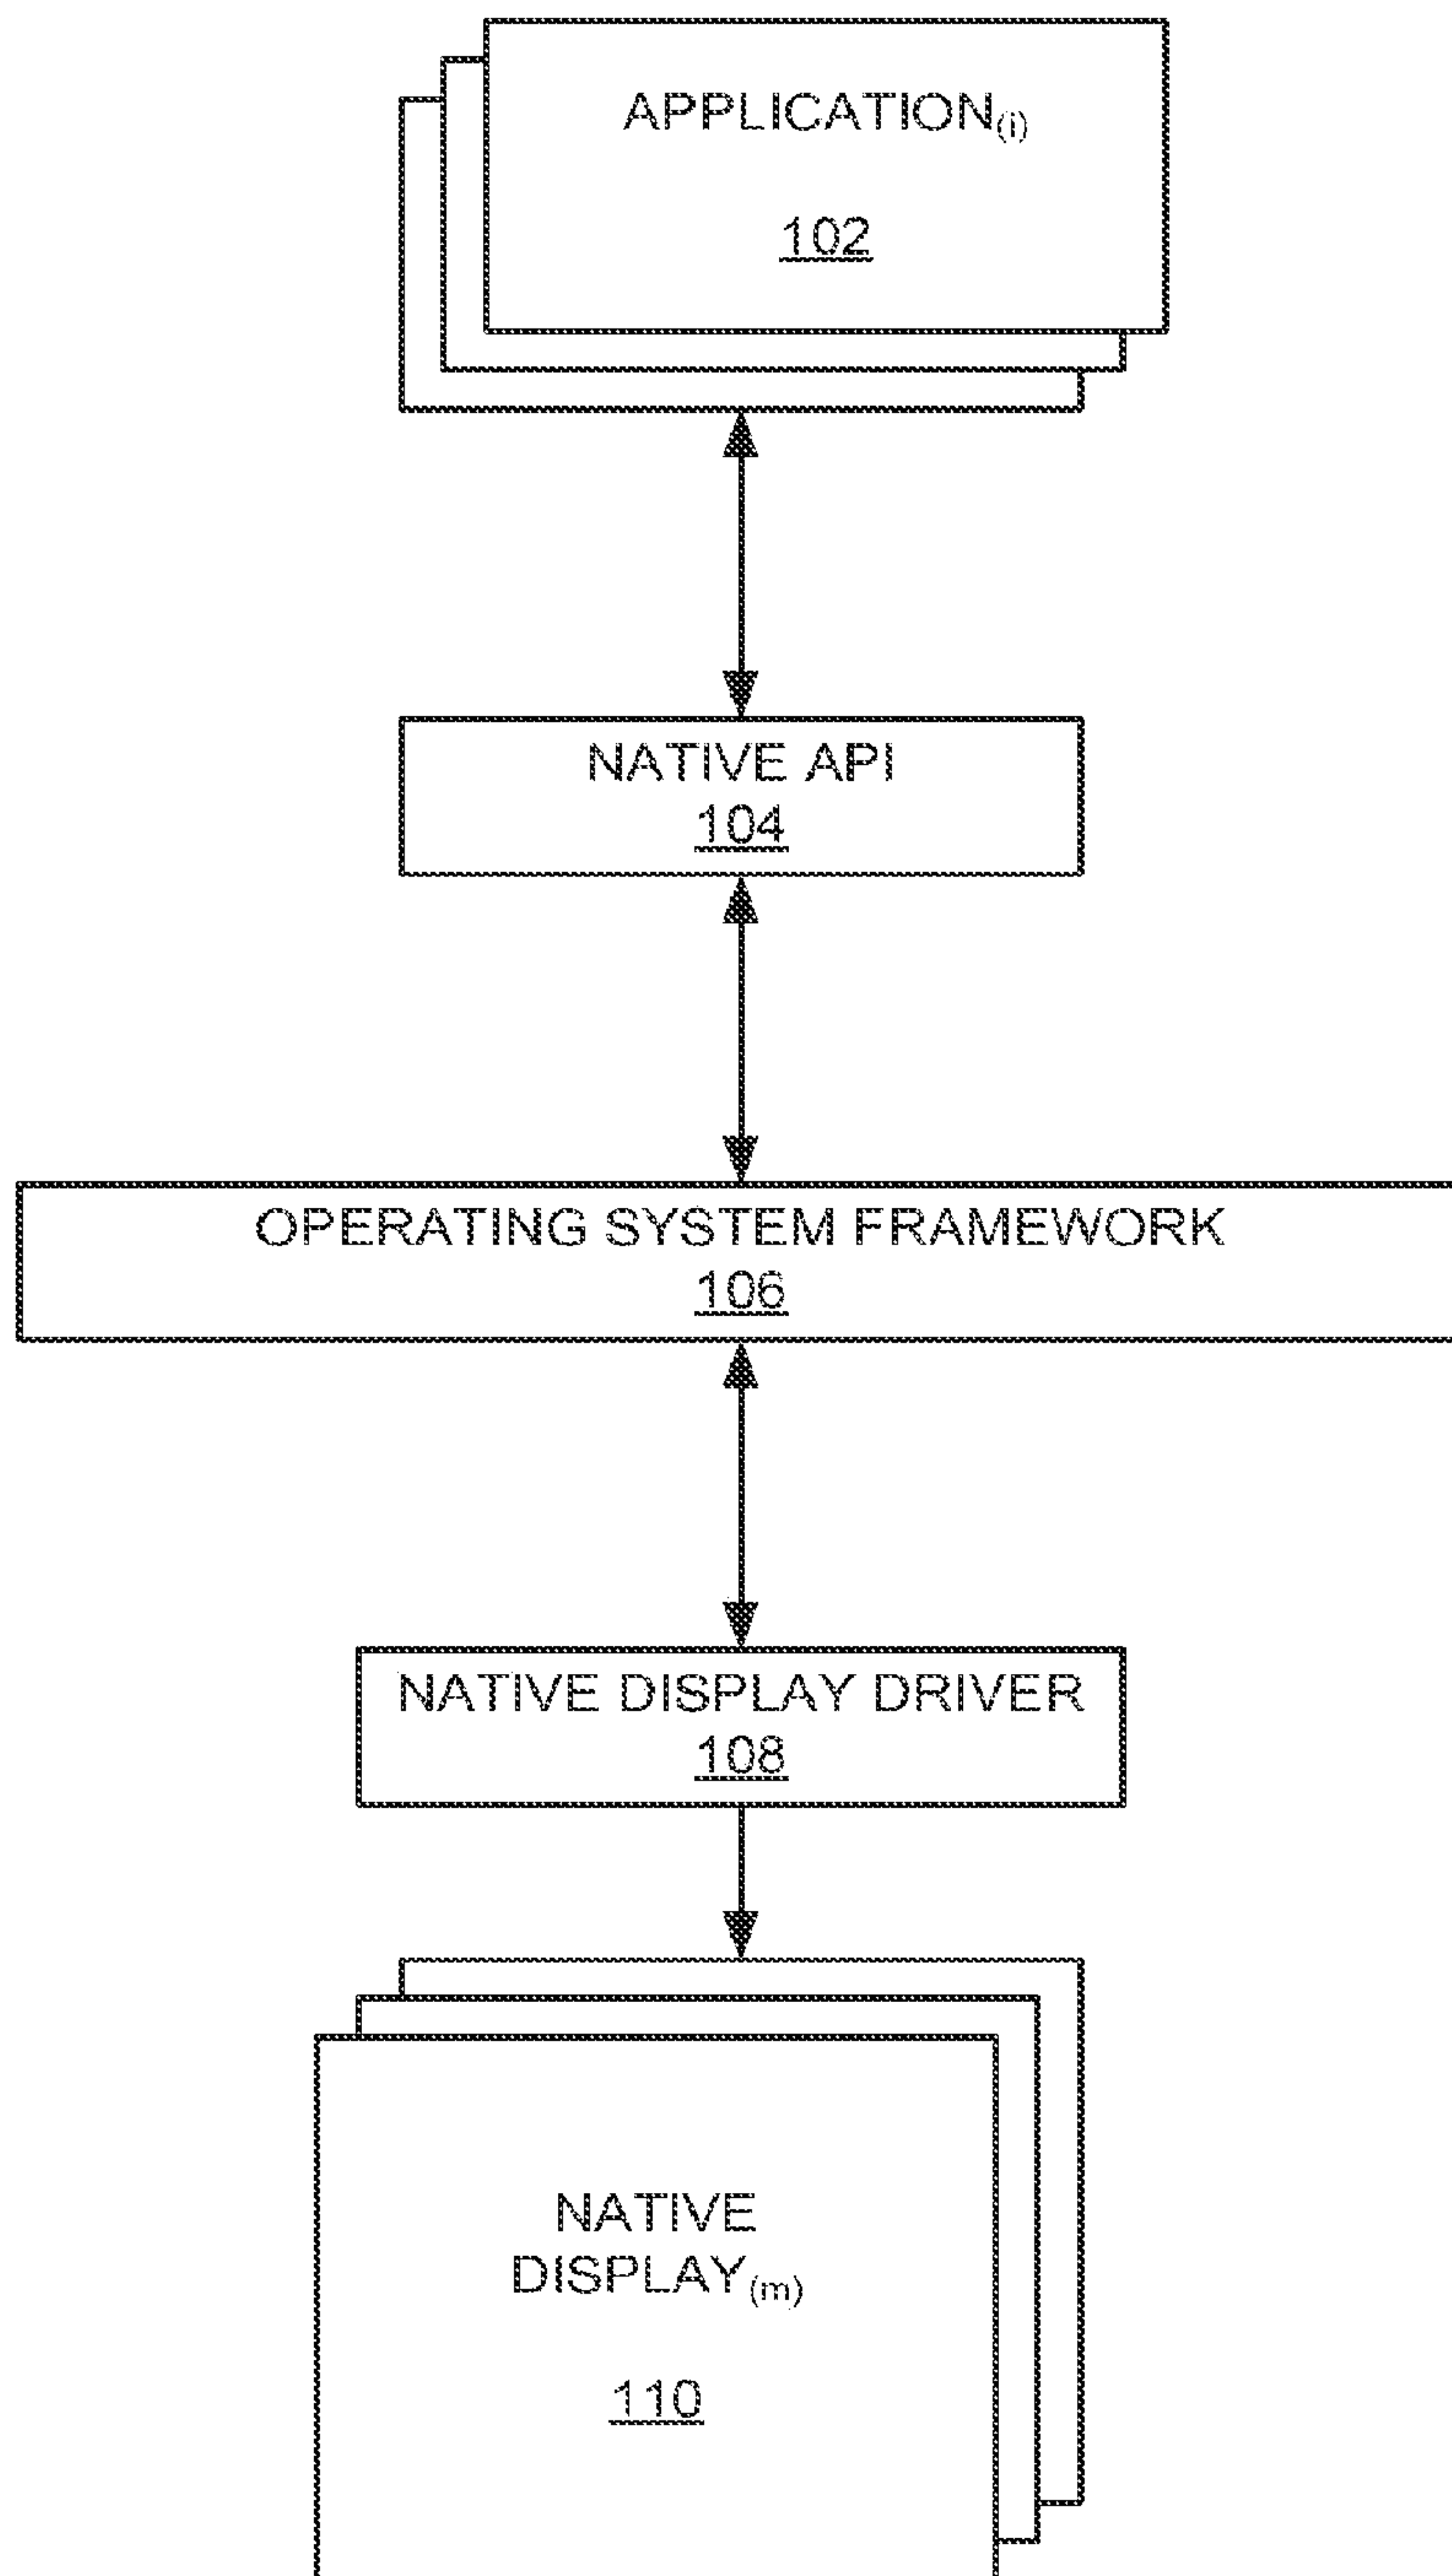 APPLICATION(i)
102
NATIVE API
104
OPERATING SYSTEM FRAMEWORK
106
NATIVE DISPLAY DRIVER
108
NATIVE
DISPLAY(m)
110